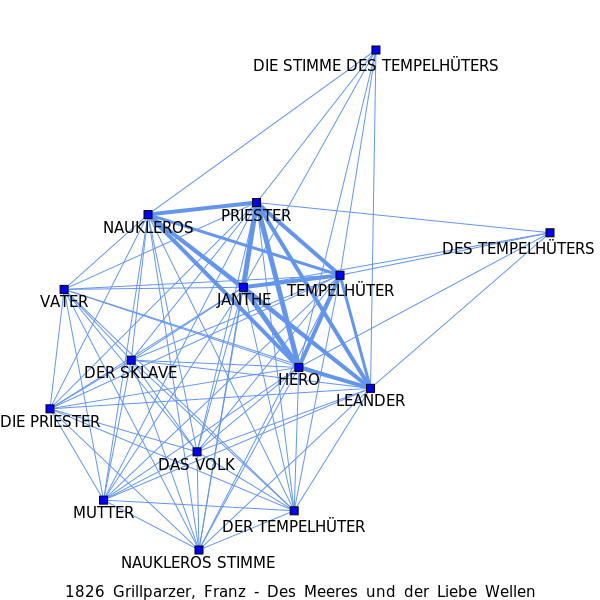 DIE STIMME DES TEMPELHÜTERS
PRIESTER
NAUKLEROS
DES TEMPELHÜTERS
TEMPELHÜTER
JANTHE
VATER
DER SKLAVE
HERO
LEANDER
DIE PRIESTER
DAS VOLK
MUTTER
DER TEMPELHÜTER
NAUKLEROS STIMME
1826 Grillparzer, Franz - Des Meeres und der Liebe Wellen